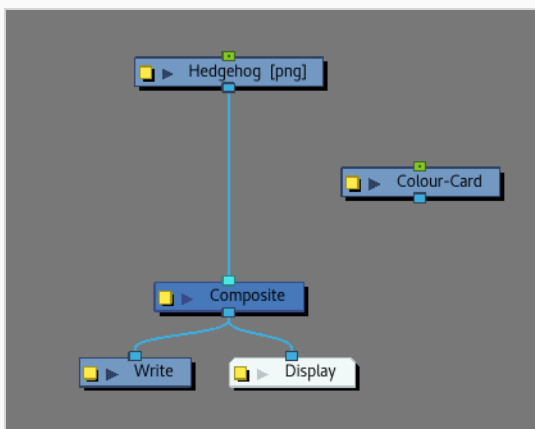 Hedgehog [png]
Colour-Card
Composite
Write
Display